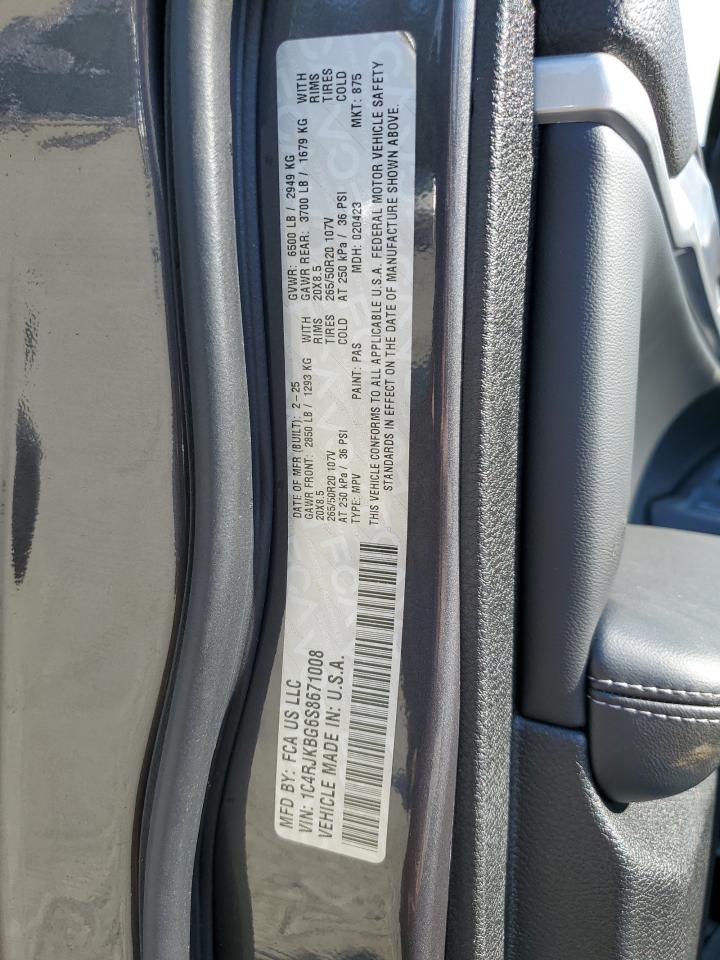 MFD BY: FCA US LLC
VIN: 1C4RJKBG6S8671008
VEHICLE MADE IN: U.S.A.
DATE OF MFR (BUILT): 2-25
GAWR FRONT: 2850 LB / 1293 KG WITH
20X8.5 RIMS
265/50R20 107V TIRES
AT 250 kPa / 36 PSI COLD
TYPE: MPV PAINT: PAS
GVWR: 6500 LB / 2949 KG
GAWR REAR: 3700 LB / 1679 KG WITH
20X8.5 RIMS
265/50R20 107V TIRES
AT 250 kPa / 36 PSI COLD
MDH: 020423 MKT: 875
THIS VEHICLE CONFORMS TO ALL APPLICABLE U.S.A. FEDERAL MOTOR VEHICLE SAFETY
STANDARDS IN EFFECT ON THE DATE OF MANUFACTURE SHOWN ABOVE.